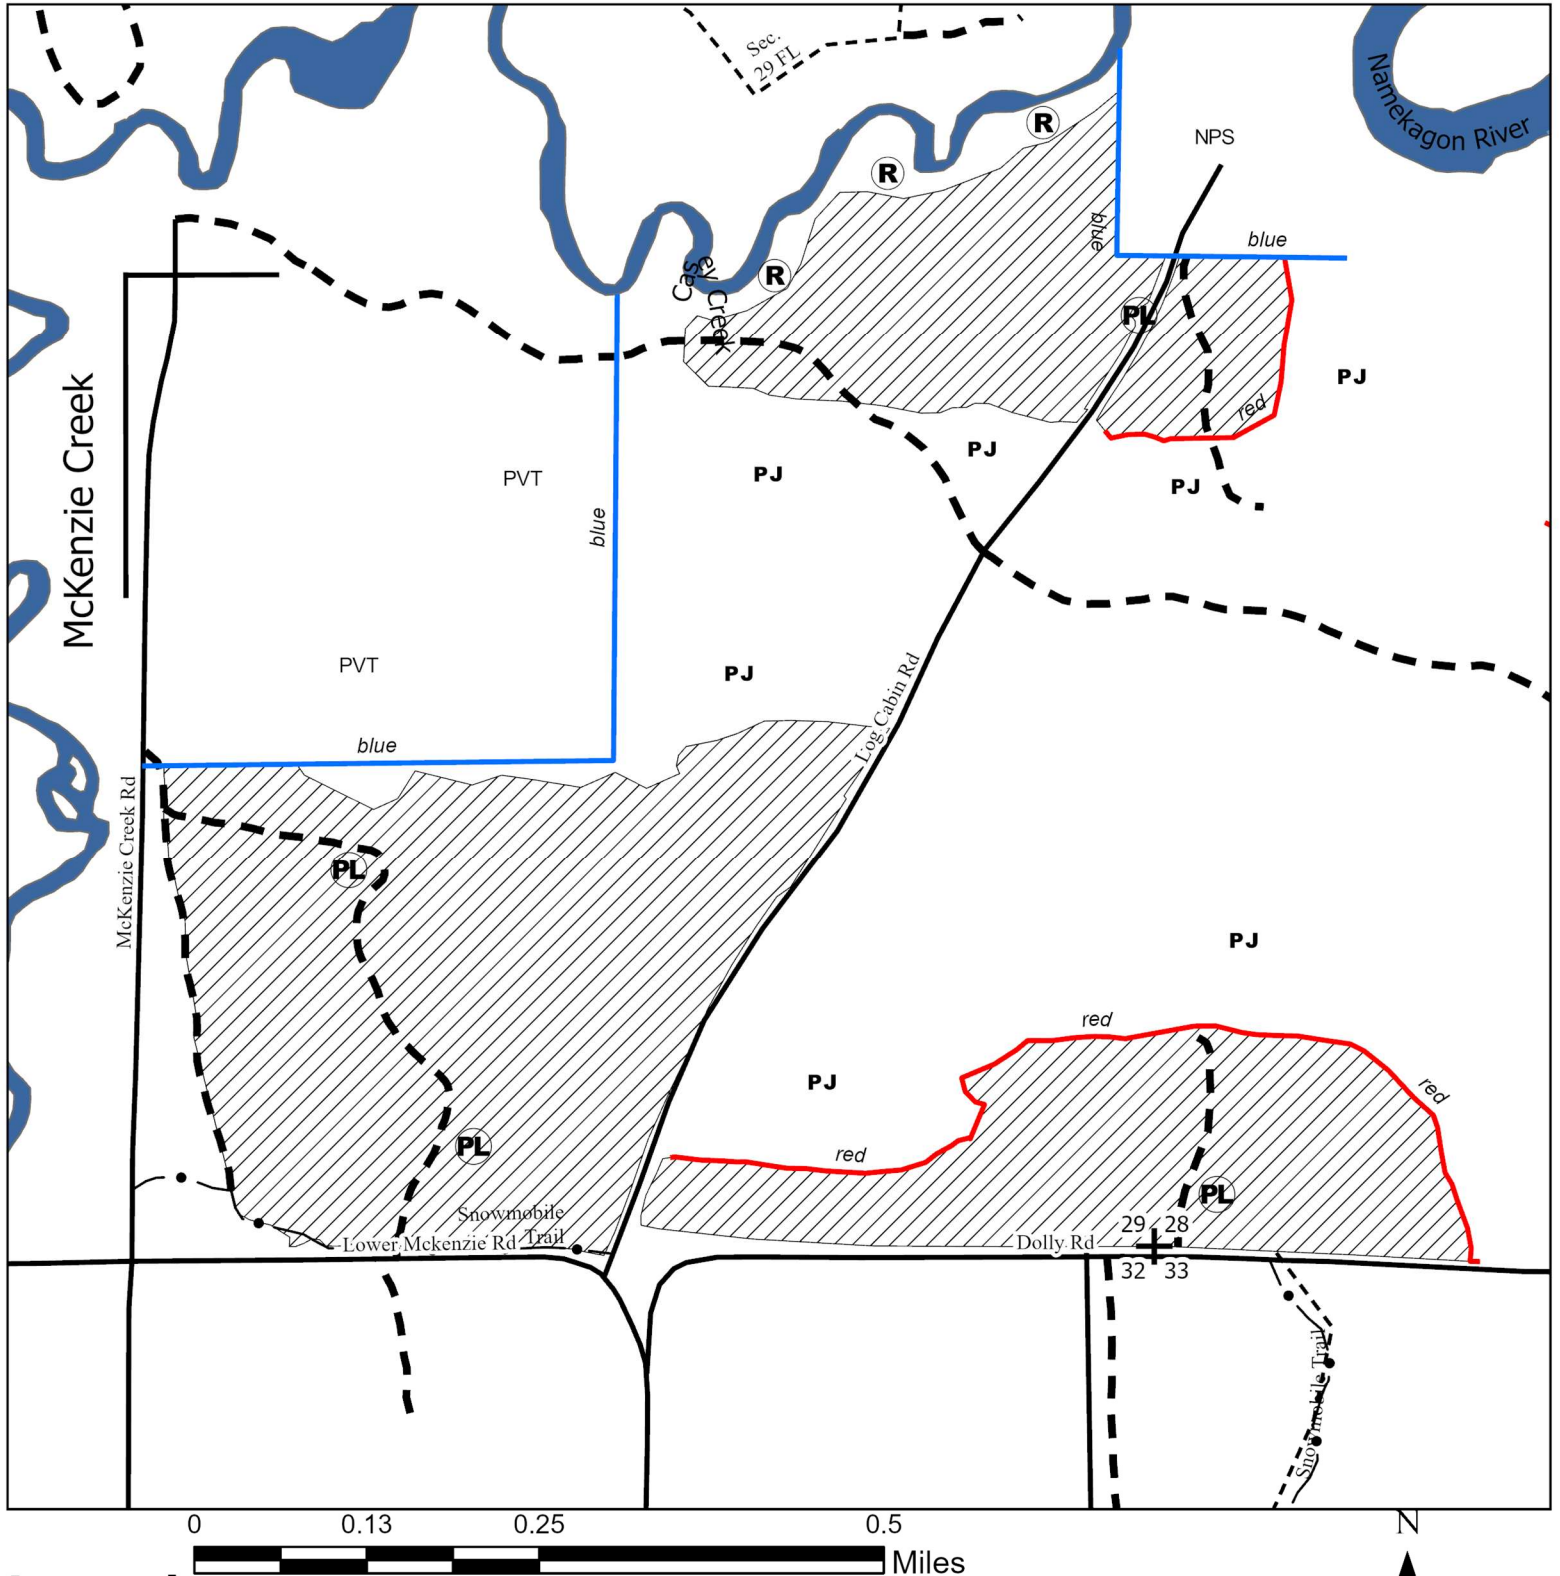 Sec.
29 FL
Namekagon River
R
NPS
R
blue
blue
R
Casey Creek
PL
PJ
red
McKenzie Creek
PJ
PJ
PVT
PJ
blue
PVT
PJ
Log Cabin Rd
blue
McKenzie Creek Rd
PL
PJ
red
PJ
red
PL
red
PL
Snowmobile
Trail
Lower Mckenzie Rd
Dolly Rd
29 28
32 33
Snowmobile Trail
0 0.13 0.25 0.5
Miles
N